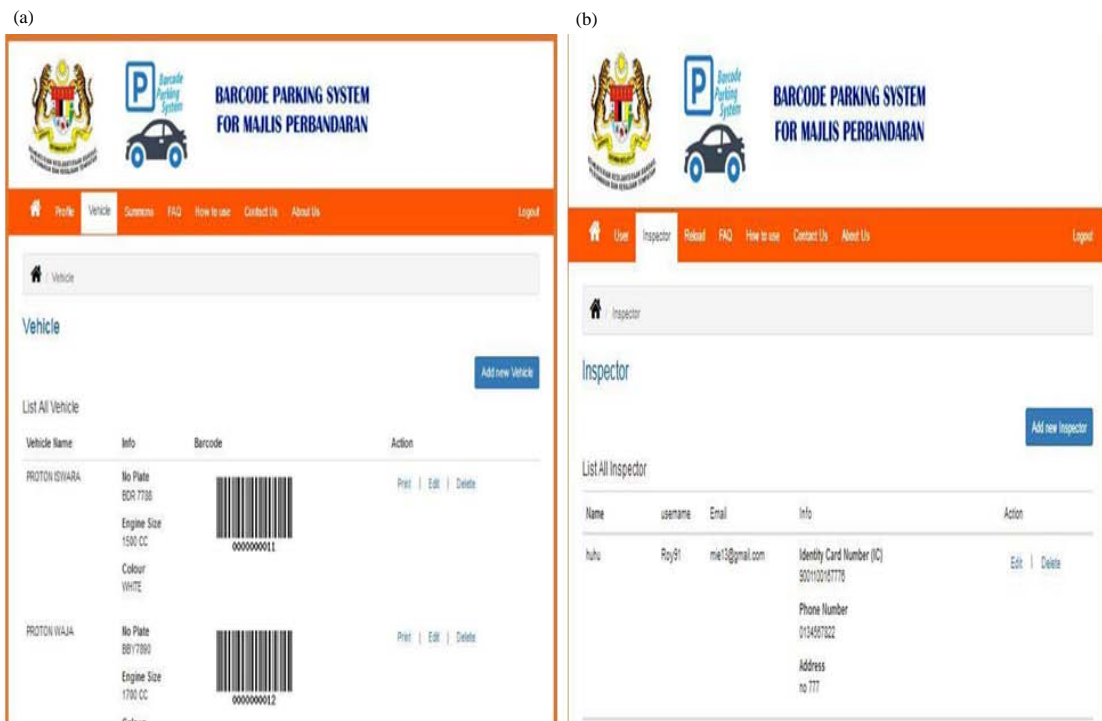 (a)
Barcode
Parking
System
BARCODE PARKING SYSTEM
FOR MAJLIS PERBANDARAN
Profile Vehicle Summons FAQ How to use Contact Us About Us Logout
/ Vehicle
Vehicle
Add new Vehicle
List All Vehicle
Vehicle Name Info Barcode Action
PROTON ISWARA No Plate Print | Edit | Delete
BDR 7788
Engine Size
1500 CC
0000000011
Colour
WHITE
PROTON WAJA No Plate Print | Edit | Delete
BBY7890
Engine Size
1700 CC
0000000012
(b)
Barcode
Parking
System
BARCODE PARKING SYSTEM
FOR MAJLIS PERBANDARAN
User Inspector Reload FAQ How to use Contact Us About Us Logout
/ Inspector
Inspector
Add new Inspector
List All Inspector
Name username Email Info Action
huhu Roy91 mie13@gmail.com Identity Card Number (IC) Edit | Delete
Phone Number
0134567822
Address
no 777